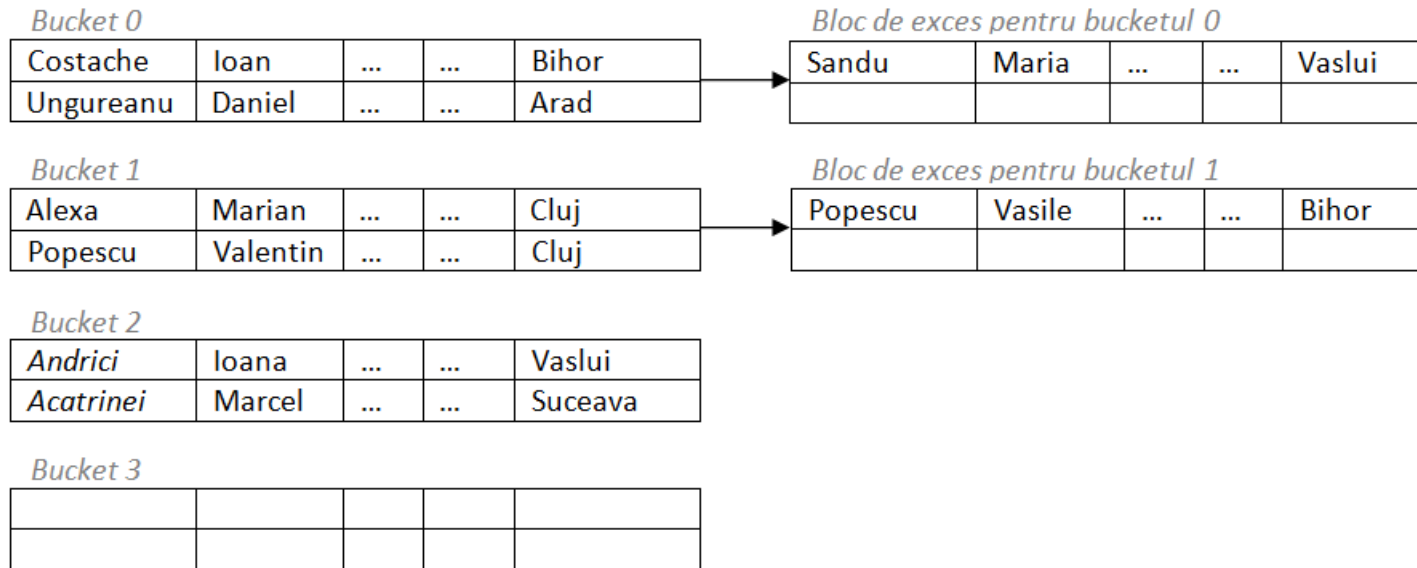 Bucket 0
Costache Ioan ... ... Bihor
Ungureanu Daniel ... ... Arad
Bloc de exces pentru bucketul 0
Sandu Maria ... ... Vaslui
Bucket 1
Alexa Marian ... ... Cluj
Popescu Valentin ... ... Cluj
Bloc de exces pentru bucketul 1
Popescu Vasile ... ... Bihor
Bucket 2
Andrici Ioana ... ... Vaslui
Acatrinei Marcel ... ... Suceava
Bucket 3